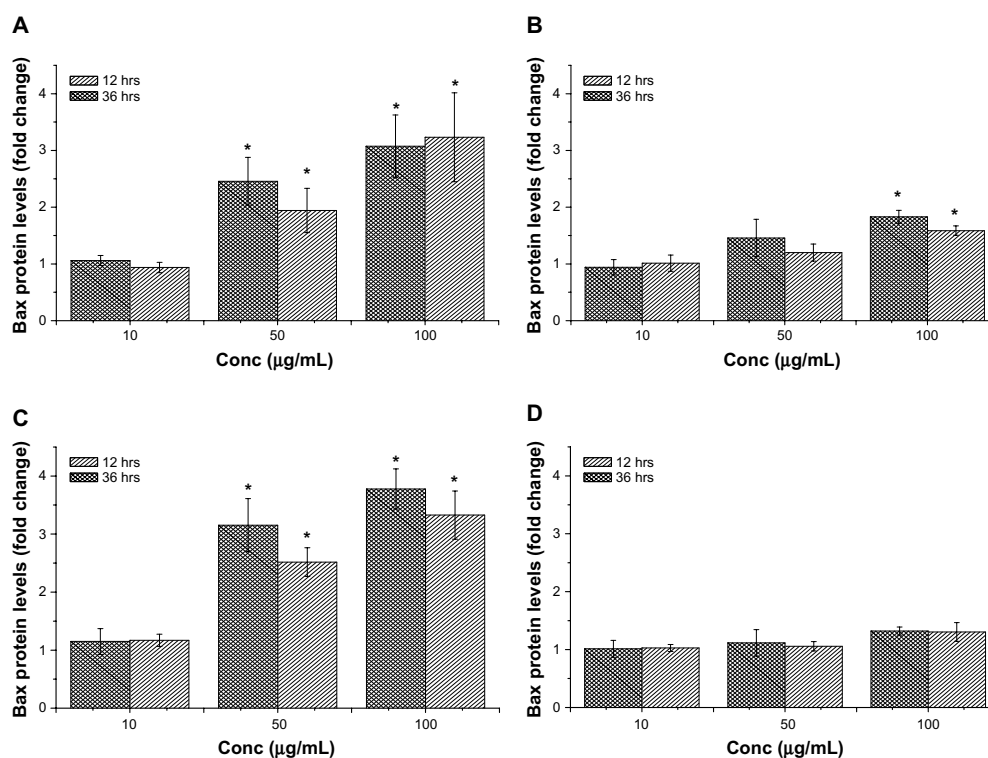 A
Bax protein levels (fold change)
12 hrs
36 hrs
4
3
2
1
0
*
*
*
*
10
50
100
Conc (μg/mL)
B
Bax protein levels (fold change)
12 hrs
36 hrs
4
3
2
1
0
*
*
10
50
100
Conc (μg/mL)
C
Bax protein levels (fold change)
12 hrs
36 hrs
4
3
2
1
0
*
*
*
*
10
50
100
Conc (μg/mL)
D
Bax protein levels (fold change)
12 hrs
36 hrs
4
3
2
1
0
10
50
100
Conc (μg/mL)